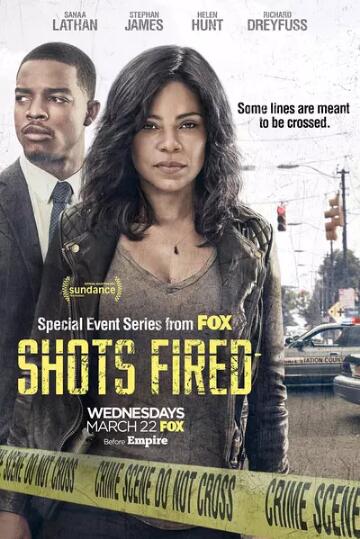 SANAA LATHAN
STEPHAN JAMES
HELEN HUNT
RICHARD DREYFUSS
Some lines are meant
to be crossed.
sundance
Special Event Series from FOX
SHOTS FIRED
WEDNESDAYS
MARCH 22 FOX
Before Empire
SCENE DO NOT CROSS CRIME SCENE DO NOT CROSS CRIME SCENE